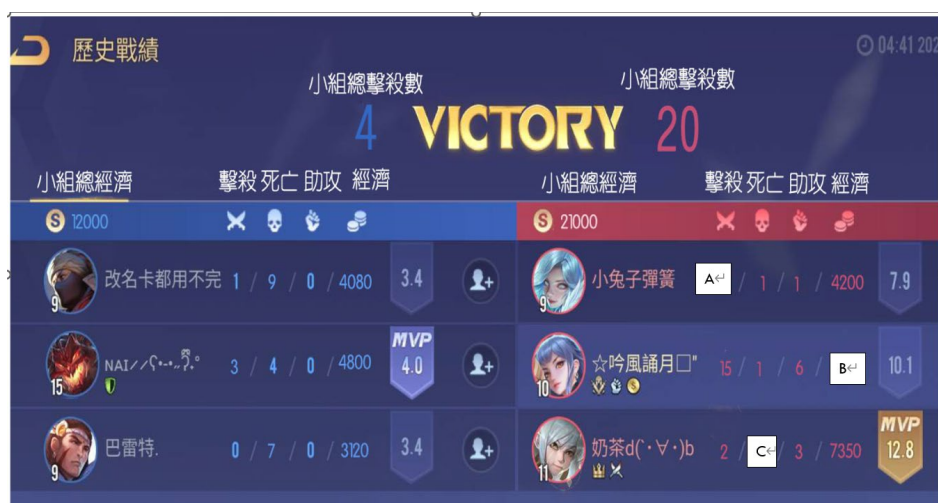 歷史戰績
04:41 202
小組總擊殺數
小組總擊殺數
4 VICTORY 20
小組總經濟 擊殺 死亡 助攻 經濟
小組總經濟 擊殺 死亡 助攻 經濟
S 12000
S 21000
改名卡都用不完 1 / 9 / 0 / 4080 3.4
9
小兔子彈簧 A / 1 / 1 / 4200 7.9
9
MVP
NAI 3 / 4 / 0 / 4800 4.0
15
☆吟風誦月□" 15 / 1 / 6 / B 10.1
10
巴雷特. 0 / 7 / 0 / 3120 3.4
9
MVP
奶茶d(`・∀・)b 2 / C / 3 / 7350 12.8
11